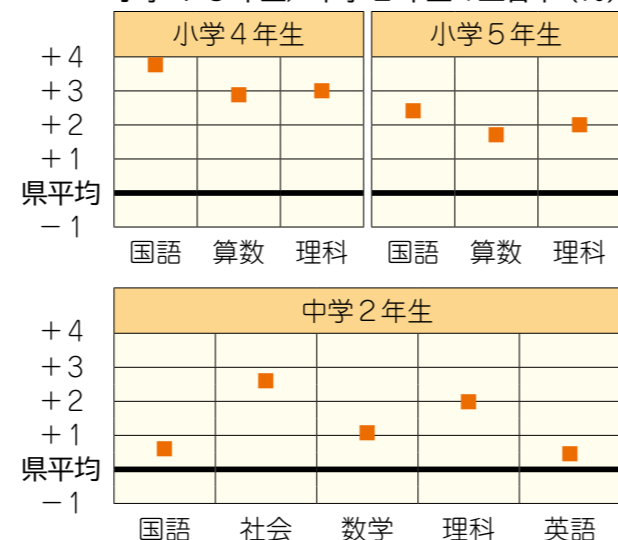 小学4年生 小学5年生
+4
+3
+2
+1
県平均
-1
国語 算数 理科 国語 算数 理科
中学2年生
+4
+3
+2
+1
県平均
-1
国語 社会 数学 理科 英語